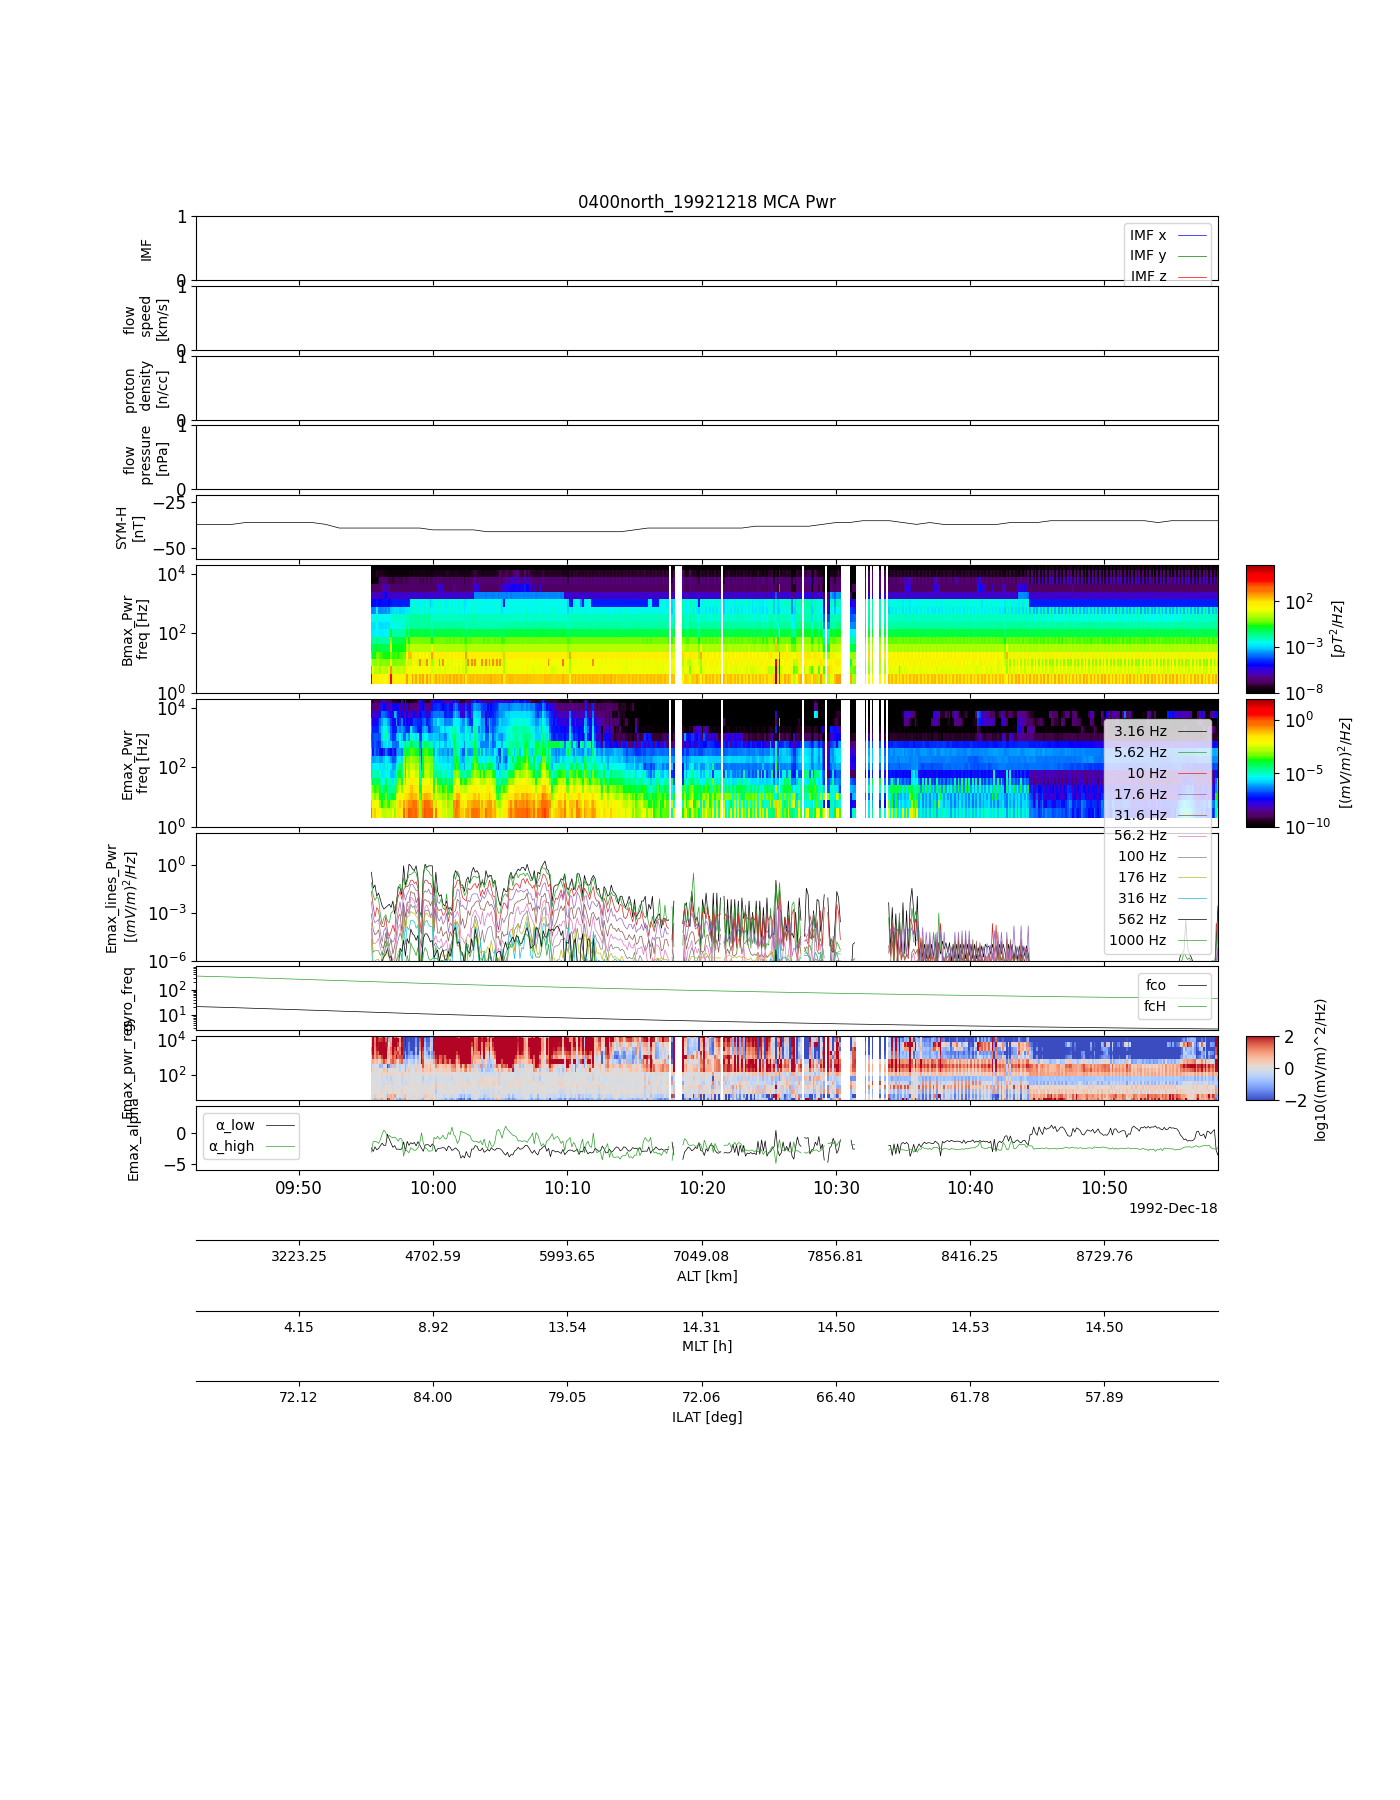 0400north_19921218 MCA Pwr
1
0
IMF
IMF x
IMF y
IMF z
1
0
flow
speed
[km/s]
1
0
proton
density
[n/cc]
1
0
flow
pressure
[nPa]
−25
−50
SYM-H
[nT]
10^4
10^2
10^0
Bmax_Pwr
freq [Hz]
10^2
10^−3
10^−8
[pT^2/Hz]
10^4
10^2
10^0
Emax_Pwr
freq [Hz]
10^0
10^−5
10^−10
[(mV/m)^2/Hz]
3.16 Hz
5.62 Hz
10 Hz
17.6 Hz
31.6 Hz
56.2 Hz
100 Hz
176 Hz
316 Hz
562 Hz
1000 Hz
10^0
10^−3
10^−6
Emax_lines_Pwr
[(mV/m)^2/Hz]
10^2
10^1
gyro_freq
fco
fcH
10^4
10^2
Emax_pwr_reg
2
0
−2
log10((mV/m)^2/Hz)
0
−5
Emax_alpha
α_low
α_high
09:50 10:00 10:10 10:20 10:30 10:40 10:50
1992-Dec-18
3223.25 4702.59 5993.65 7049.08 7856.81 8416.25 8729.76
ALT [km]
4.15 8.92 13.54 14.31 14.50 14.53 14.50
MLT [h]
72.12 84.00 79.05 72.06 66.40 61.78 57.89
ILAT [deg]